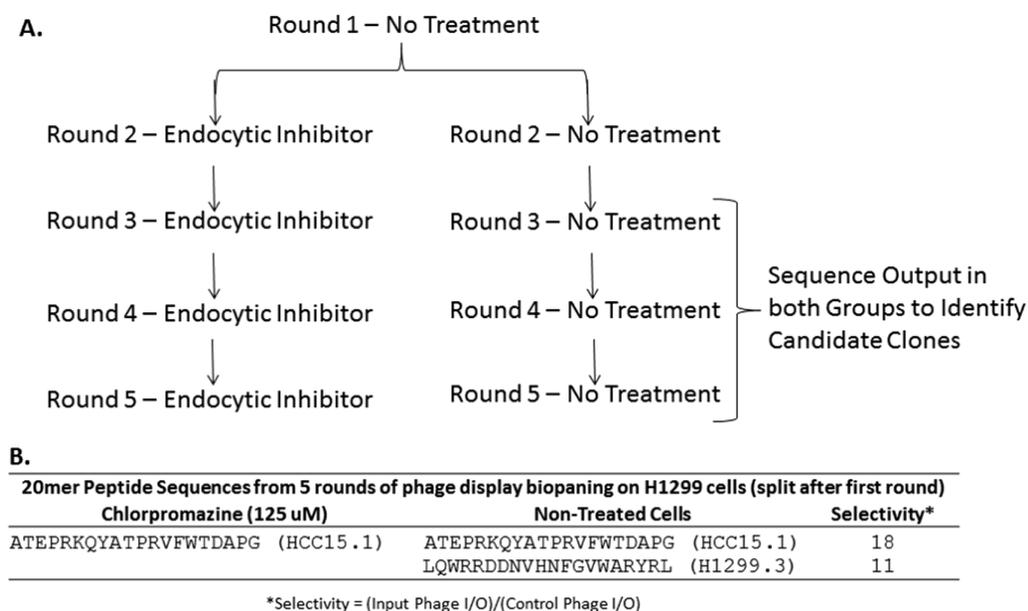 A.
Round 1 – No Treatment
Round 2 – Endocytic Inhibitor
Round 2 – No Treatment
Round 3 – Endocytic Inhibitor
Round 3 – No Treatment
Round 4 – Endocytic Inhibitor
Round 4 – No Treatment
Round 5 – Endocytic Inhibitor
Round 5 – No Treatment
Sequence Output in
both Groups to Identify
Candidate Clones
B.
20mer Peptide Sequences from 5 rounds of phage display biopaning on H1299 cells (split after first round)
Chlorpromazine (125 uM) Non-Treated Cells Selectivity*
ATEPRKQYATPRVFWTDAPG (HCC15.1) ATEPRKQYATPRVFWTDAPG (HCC15.1) 18
LQWRRDDNVHNFGVWARYRL (H1299.3) 11
*Selectivity = (Input Phage I/O)/(Control Phage I/O)